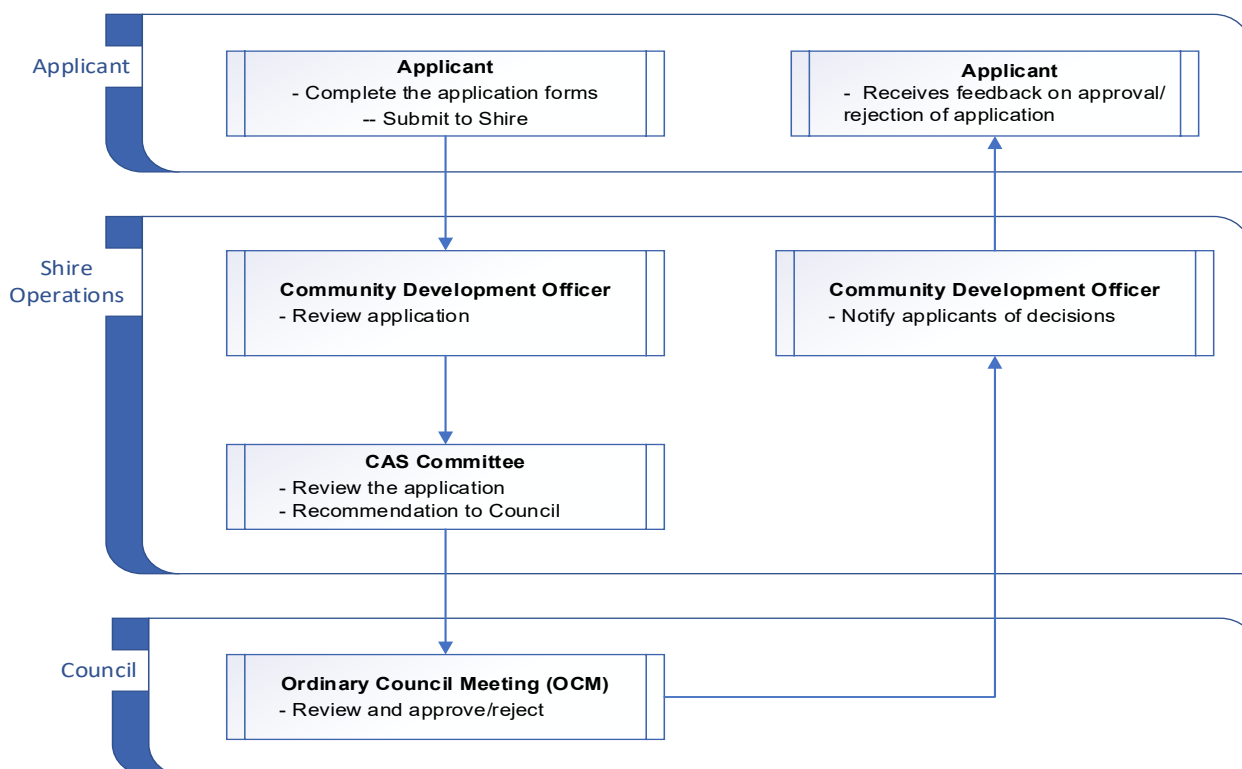 Applicant
Applicant
- Complete the application forms
-- Submit to Shire
Applicant
- Receives feedback on approval/
rejection of application
Shire
Operations
Community Development Officer
- Review application
Community Development Officer
- Notify applicants of decisions
CAS Committee
- Review the application
- Recommendation to Council
Council
Ordinary Council Meeting (OCM)
- Review and approve/reject